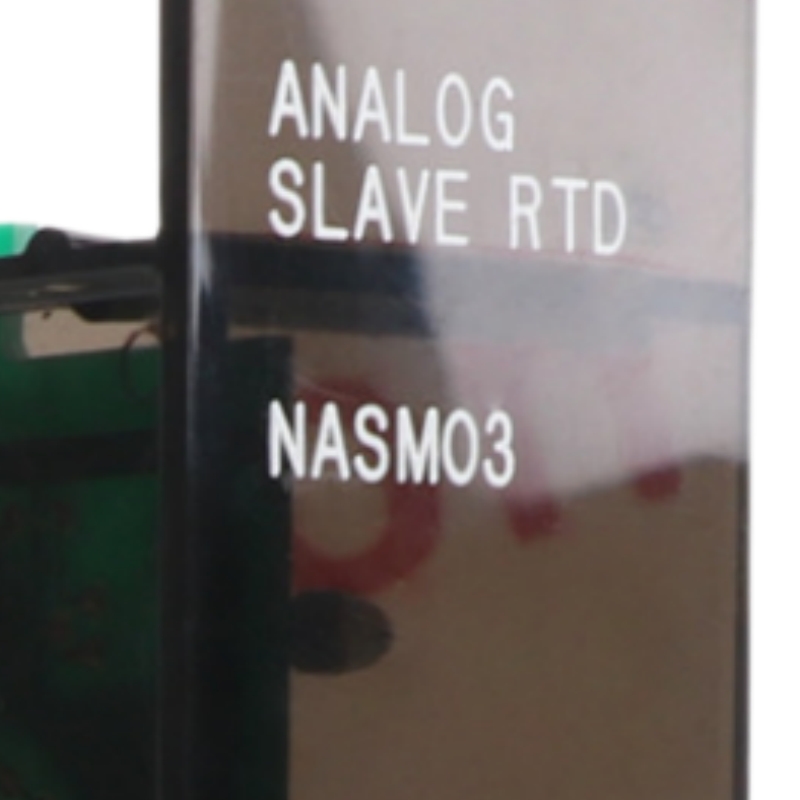 ANALOG
SLAVE RTD
NASM03